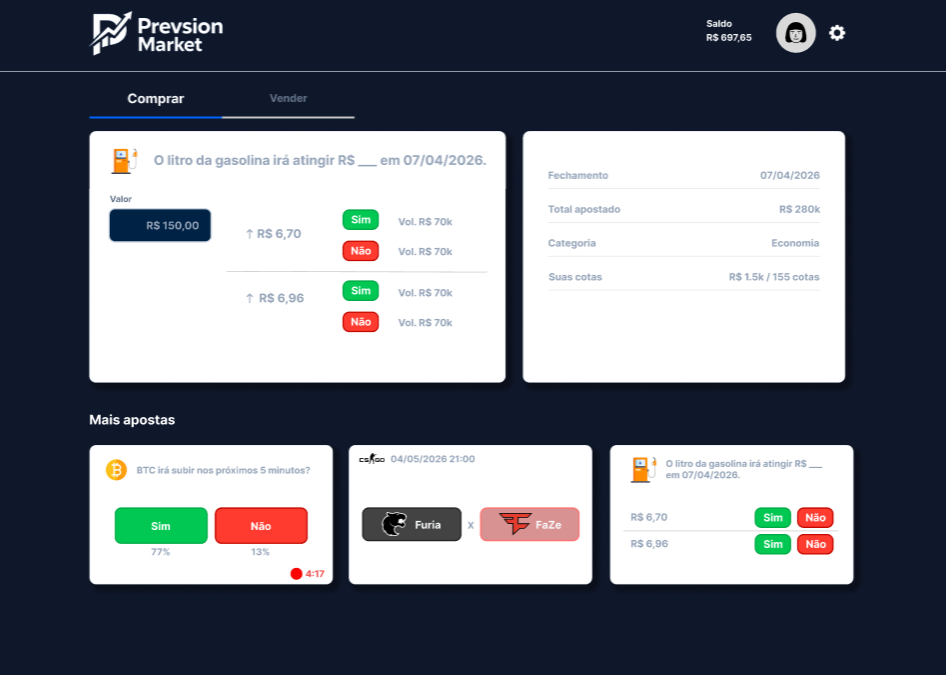 Prevsion
Market
Saldo
R$ 697,65
Comprar
Vender
O litro da gasolina irá atingir R$ ___ em 07/04/2026.
Valor
R$ 150,00
↑ R$ 6,70
Sim
Vol. R$ 70k
Não
Vol. R$ 70k
↑ R$ 6,96
Sim
Vol. R$ 70k
Não
Vol. R$ 70k
Fechamento 07/04/2026
Total apostado R$ 280k
Categoria Economia
Suas cotas R$ 1.5k / 155 cotas
Mais apostas
BTC irá subir nos próximos 5 minutos?
Sim
Não
77%
13%
4:17
CS:GO 04/05/2026 21:00
Furia x FaZe
O litro da gasolina irá atingir R$ ___
em 07/04/2026.
R$ 6,70 Sim Não
R$ 6,96 Sim Não